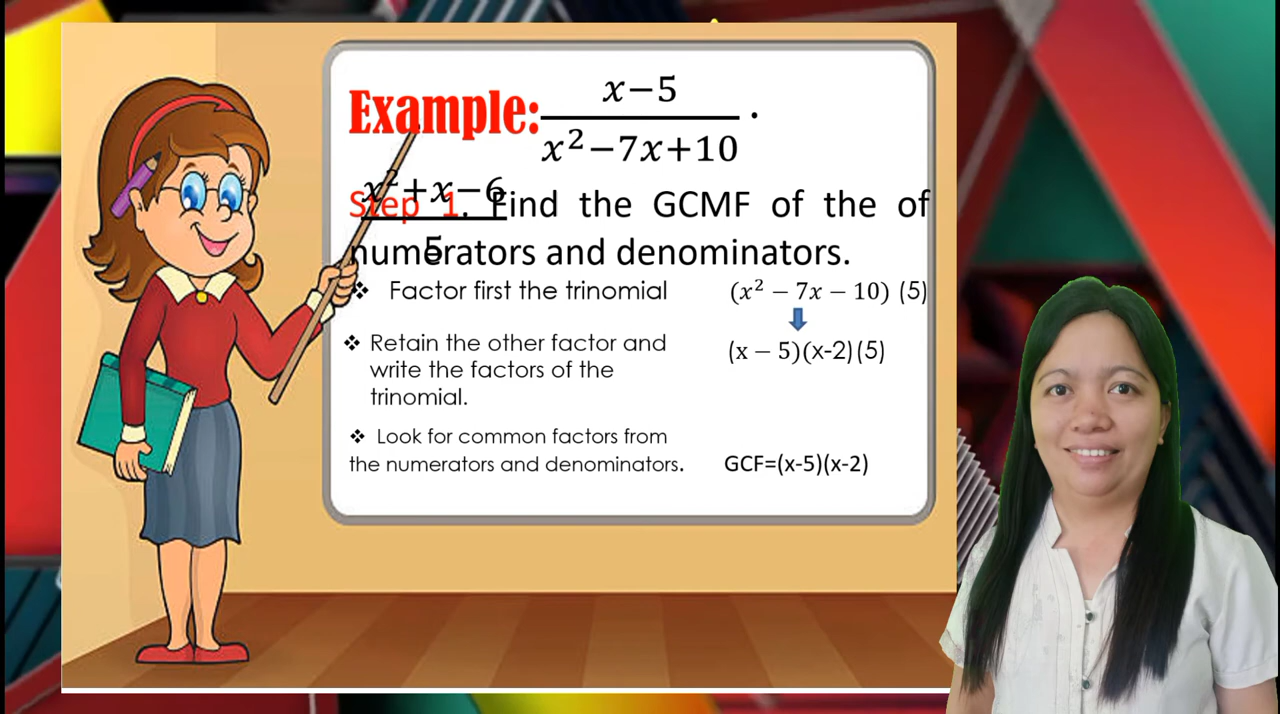 Example: x−5 / x²−7x+10 ·
x²+x−6 / 5
Step 1. Find the GCMF of the of
numerators and denominators.
❖ Factor first the trinomial (x² − 7x − 10) (5)
❖ Retain the other factor and
write the factors of the
trinomial.
(x − 5)(x-2)(5)
❖ Look for common factors from
the numerators and denominators. GCF=(x-5)(x-2)